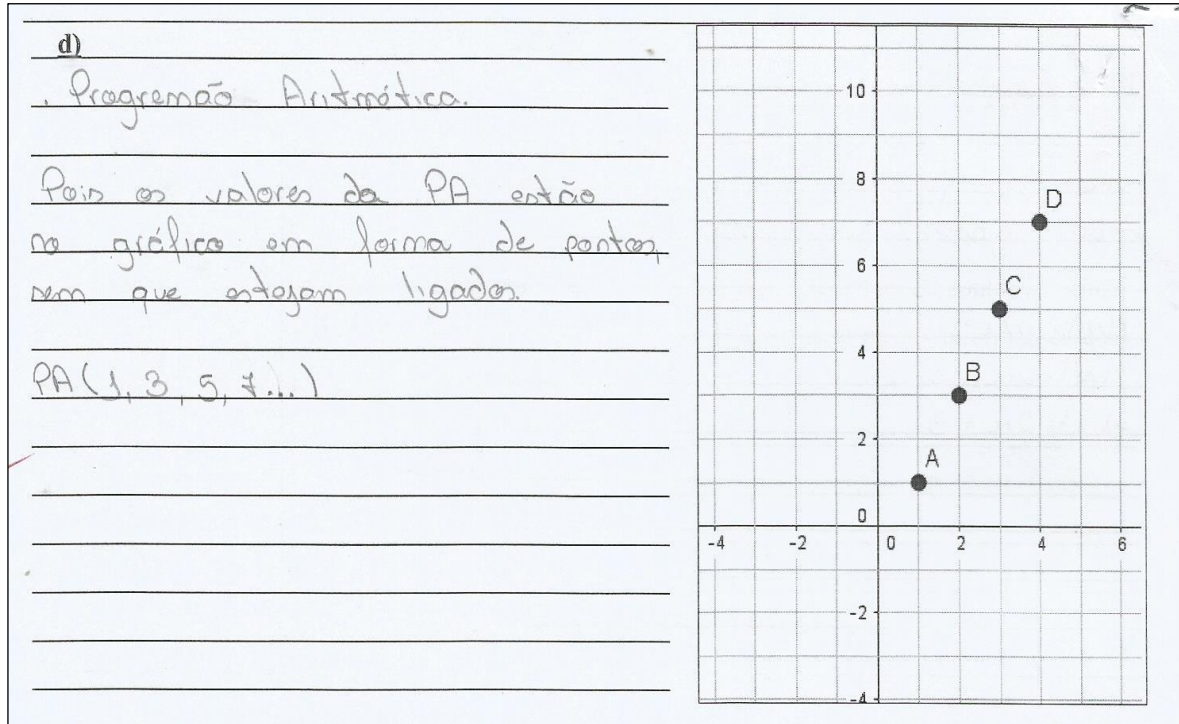 d)
. Progremão Aritmética.
Pois os valores da PA estão
no gráfico em forma de pontos,
sem que estejam ligados.
PA (1, 3, 5, 7...)
10
8
6
4
2
0
-2
-4
-4 -2 0 2 4 6
D
C
B
A